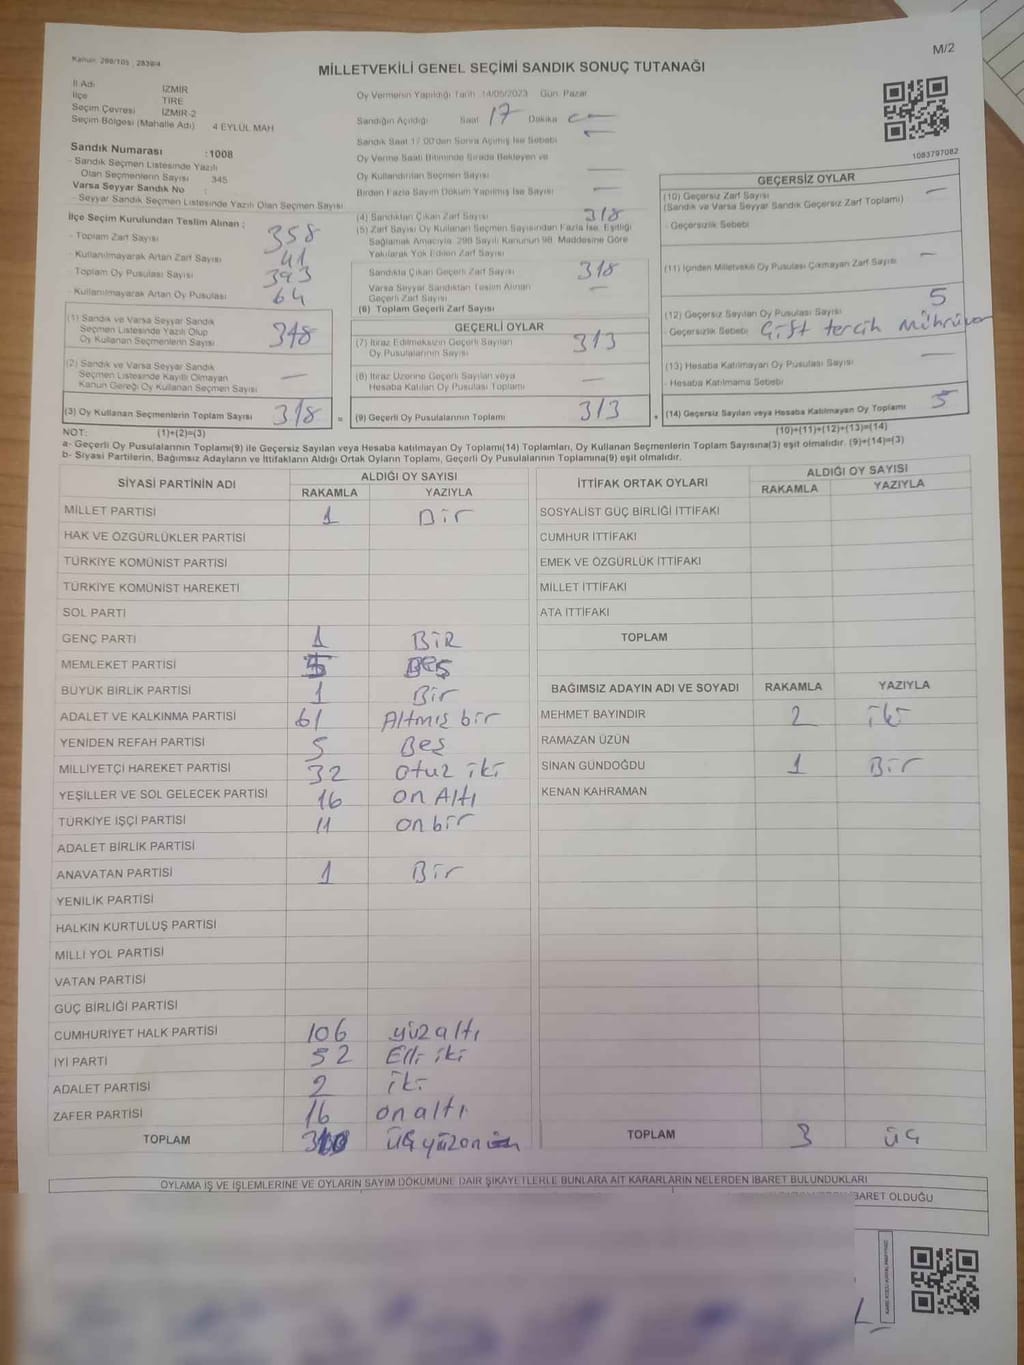 Kanun: 298/105 , 2839/4
M/2
MİLLETVEKİLİ GENEL SEÇİMİ SANDIK SONUÇ TUTANAĞI
İl Adı İZMİR
İlçe TİRE
Seçim Çevresi İZMİR-2
Seçim Bölgesi (Mahalle Adı) 4 EYLÜL MAH
Sandık Numarası :1008
- Sandık Seçmen Listesinde Yazılı
Olan Seçmenlerin Sayısı 345
Varsa Seyyar Sandık No :
- Seyyar Sandık Seçmen Listesinde Yazılı Olan Seçmen Sayısı
Oy Vermenin Yapıldığı Tarih :14/05/2023 Gün: Pazar
Sandığın Açıldığı Saat 17 Dakika —
Sandık Saat 17:00'den Sonra Açılmış İse Sebebi —
Oy Verme Saati Bitiminde Sırada Bekleyen ve
Oy Kullandırılan Seçmen Sayısı —
Birden Fazla Sayım Döküm Yapılmış İse Sayısı —
1083797082
İlçe Seçim Kurulundan Teslim Alınan ;
- Toplam Zarf Sayısı 358
- Kullanılmayarak Artan Zarf Sayısı 41
- Toplam Oy Pusulası Sayısı 393
- Kullanılmayarak Artan Oy Pusulası 64
(1) Sandık ve Varsa Seyyar Sandık
Seçmen Listesinde Yazılı Olup
Oy Kullanan Seçmenlerin Sayısı 318
(2) Sandık ve Varsa Seyyar Sandık
Seçmen Listesinde Kayıtlı Olmayan
Kanun Gereği Oy Kullanan Seçmen Sayısı —
(3) Oy Kullanan Seçmenlerin Toplam Sayısı 318 =
(1)+(2)=(3)
(4) Sandıktan Çıkan Zarf Sayısı 318
(5) Zarf Sayısı Oy Kullanan Seçmen Sayısından Fazla İse, Eşitliği
Sağlamak Amacıyla, 298 Sayılı Kanunun 98. Maddesine Göre
Yakılarak Yok Edilen Zarf Sayısı
Sandıkta Çıkan Geçerli Zarf Sayısı 318
Varsa Seyyar Sandıktan Teslim Alınan
Geçerli Zarf Sayısı —
(6) Toplam Geçerli Zarf Sayısı
GEÇERLİ OYLAR
(7) İtiraz Edilmeksizin Geçerli Sayılan
Oy Pusulalarının Sayısı 313
(8) İtiraz Üzerine Geçerli Sayılan veya
Hesaba Katılan Oy Pusulası Toplamı —
(9) Geçerli Oy Pusulalarının Toplamı 313 +
GEÇERSİZ OYLAR
(10) Geçersiz Zarf Sayısı —
(Sandık ve Varsa Seyyar Sandık Geçersiz Zarf Toplamı)
- Geçersizlik Sebebi
(11) İçinden Milletvekili Oy Pusulası Çıkmayan Zarf Sayısı —
(12) Geçersiz Sayılan Oy Pusulası Sayısı 5
- Geçersizlik Sebebi Çift tercih
(13) Hesaba Katılmayan Oy Pusulası Sayısı —
- Hesaba Katılmama Sebebi
(14) Geçersiz Sayılan veya Hesaba Katılmayan Oy Toplamı 5
(10)+(11)+(12)+(13)=(14)
NOT:
a- Geçerli Oy Pusulalarının Toplamı(9) ile Geçersiz Sayılan veya Hesaba katılmayan Oy Toplamı(14) Toplamları, Oy Kullanan Seçmenlerin Toplam Sayısına(3) eşit olmalıdır. (9)+(14)=(3)
b- Siyasi Partilerin, Bağımsız Adayların ve İttifakların Aldığı Ortak Oyların Toplamı, Geçerli Oy Pusulalarının Toplamına(9) eşit olmalıdır.
SİYASİ PARTİNİN ADI ALDIĞI OY SAYISI
RAKAMLA YAZIYLA
MİLLET PARTİSİ 1 Bir
HAK VE ÖZGÜRLÜKLER PARTİSİ
TÜRKİYE KOMÜNİST PARTİSİ
TÜRKİYE KOMÜNİST HAREKETİ
SOL PARTİ
GENÇ PARTİ 1 BİR
MEMLEKET PARTİSİ 5 BEŞ
BÜYÜK BİRLİK PARTİSİ 1 Bir
ADALET VE KALKINMA PARTİSİ 61 Altmış bir
YENİDEN REFAH PARTİSİ 5 Beş
MİLLİYETÇİ HAREKET PARTİSİ 32 otuz iki
YEŞİLLER VE SOL GELECEK PARTİSİ 16 on Altı
TÜRKİYE İŞÇİ PARTİSİ 11 on bir
ADALET BİRLİK PARTİSİ
ANAVATAN PARTİSİ 1 Bir
YENİLİK PARTİSİ
HALKIN KURTULUŞ PARTİSİ
MİLLİ YOL PARTİSİ
VATAN PARTİSİ
GÜÇ BİRLİĞİ PARTİSİ
CUMHURİYET HALK PARTİSİ 106 yüz altı
İYİ PARTİ 52 Elli iki
ADALET PARTİSİ 2 iki
ZAFER PARTİSİ 16 on altı
TOPLAM 310 üç yüz on
İTTİFAK ORTAK OYLARI ALDIĞI OY SAYISI
RAKAMLA YAZIYLA
SOSYALİST GÜÇ BİRLİĞİ İTTİFAKI
CUMHUR İTTİFAKI
EMEK VE ÖZGÜRLÜK İTTİFAKI
MİLLET İTTİFAKI
ATA İTTİFAKI
TOPLAM
BAĞIMSIZ ADAYIN ADI VE SOYADI RAKAMLA YAZIYLA
MEHMET BAYINDIR 2 iki
RAMAZAN ÜZÜN
SİNAN GÜNDOĞDU 1 Bir
KENAN KAHRAMAN
TOPLAM 3 üç
OYLAMA İŞ VE İŞLEMLERİNE VE OYLARIN SAYIM DÖKÜMÜNE DAİR ŞİKAYETLERLE BUNLARA AİT KARARLARIN NELERDEN İBARET BULUNDUKLARI
BARET OLDUĞU